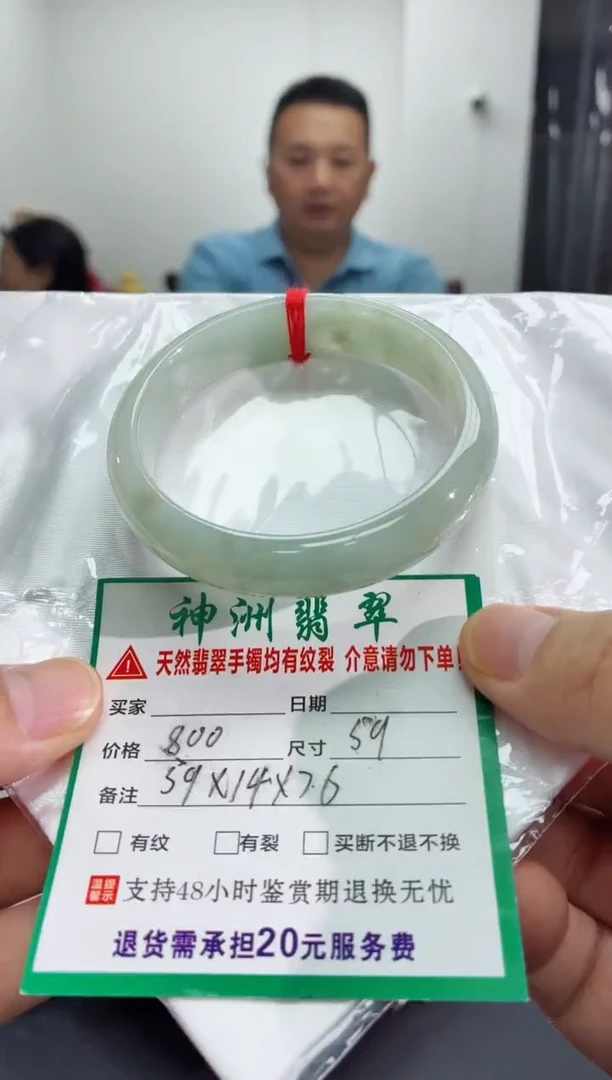 神洲翡翠
天然翡翠手镯均有纹裂 介意请勿下单!
买家 日期
价格 800 尺寸 59
备注 59X14X7.6
有纹 有裂 买断不退不换
温馨提示 支持48小时鉴赏期退换无忧
退货需承担20元服务费